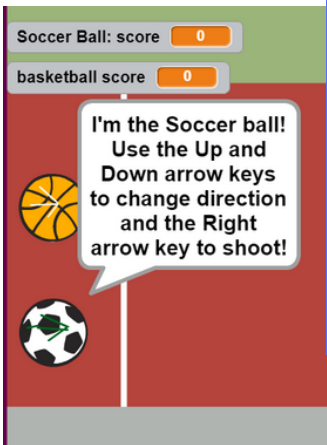 Soccer Ball: score 0
basketball score 0
I'm the Soccer ball!
Use the Up and
Down arrow keys
to change direction
and the Right
arrow key to shoot!